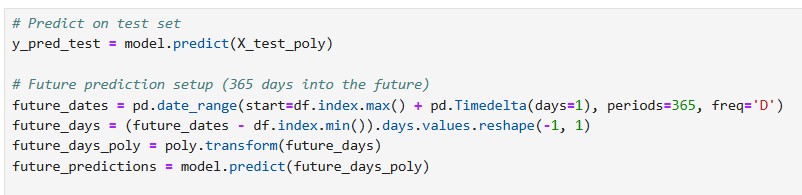 # Predict on test set
y_pred_test = model.predict(X_test_poly)
# Future prediction setup (365 days into the future)
future_dates = pd.date_range(start=df.index.max() + pd.Timedelta(days=1), periods=365, freq='D')
future_days = (future_dates - df.index.min()).days.values.reshape(-1, 1)
future_days_poly = poly.transform(future_days)
future_predictions = model.predict(future_days_poly)